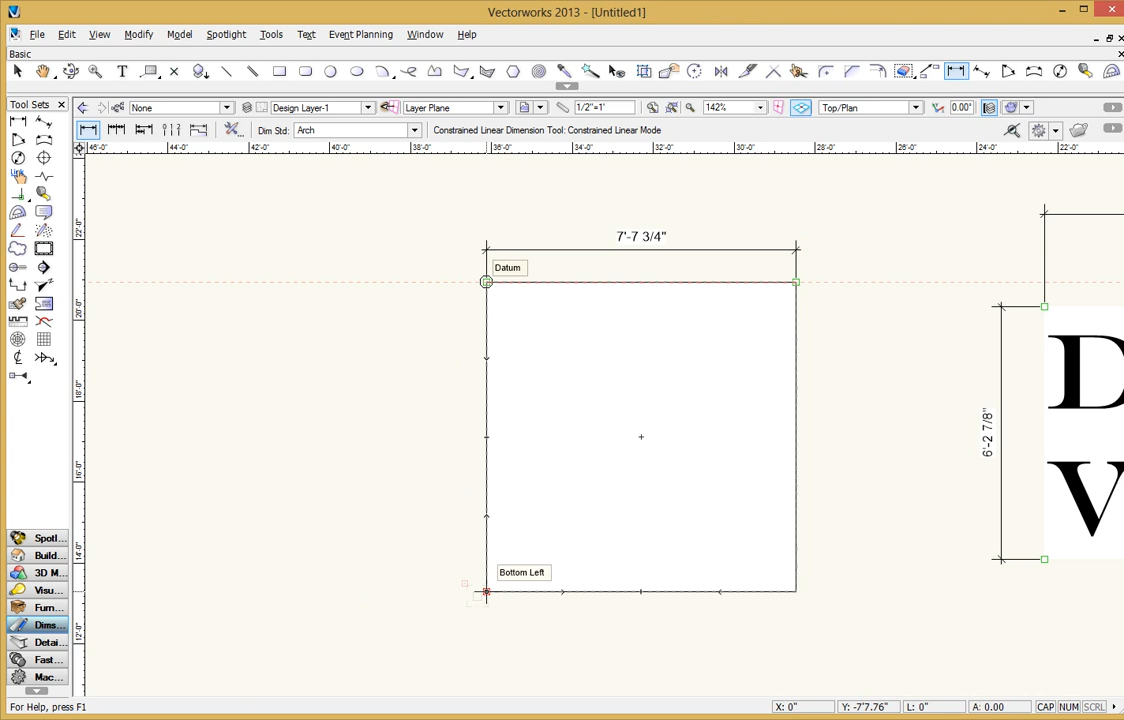 Vectorworks 2013 - [Untitled1]
File Edit View Modify Model Spotlight Tools Text Event Planning Window Help
Basic
Tool Sets
None Design Layer-1 Layer Plane 1/2"=1' 142% Top/Plan 0.00°
Dim Std: Arch Constrained Linear Dimension Tool: Constrained Linear Mode
46'-0 44'-0 42'-0 40'-0 38'-0 36'-0 34'-0 32'-0 30'-0 28'-0 26'-0 24'-0 22'-0
22'-0
20'-0
18'-0
16'-0
14'-0
12'-0
Link
7'-7 3/4"
Datum
6'-2 7/8"
D
V
Bottom Left
Spotl...
Build...
3D M...
Visu...
Furn...
Dims...
Detai...
Fast...
Mac...
For Help, press F1 X: 0" Y: -7'7.76" L: 0" A: 0.00 CAP NUM SCRL